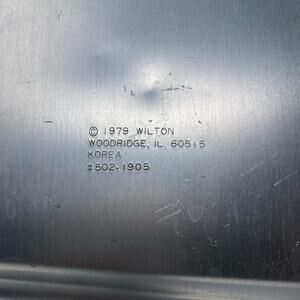 © 1979 WILTON
WOODRIDGE, IL 60515
KOREA
#502-1905